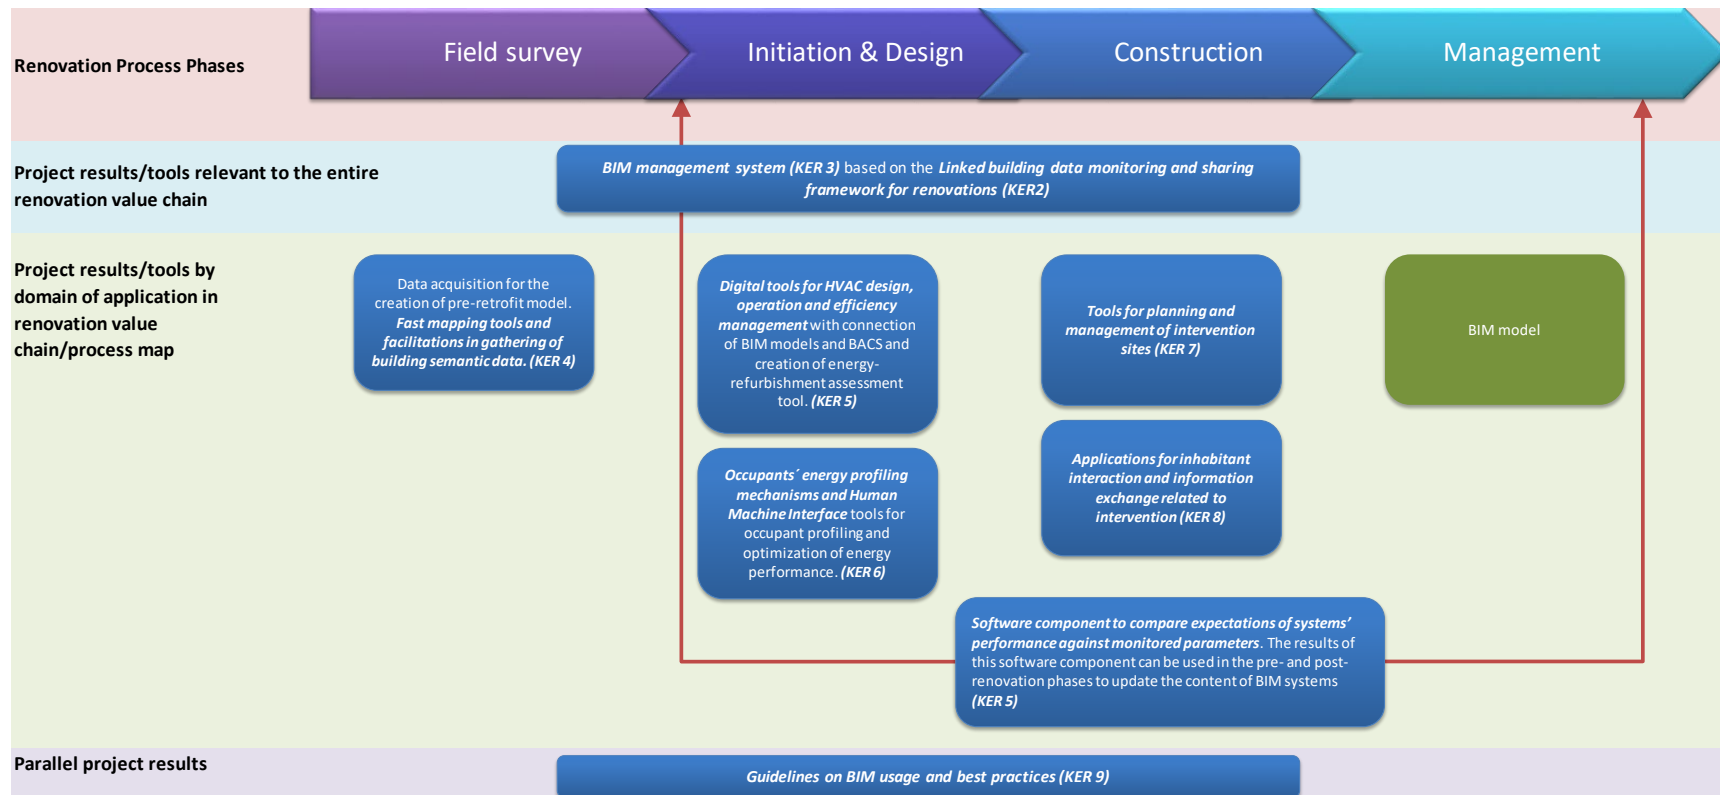 Renovation Process Phases
Field survey
Initiation & Design
Construction
Management
Project results/tools relevant to the entire
renovation value chain
BIM management system (KER 3) based on the Linked building data monitoring and sharing
framework for renovations (KER2)
Project results/tools by
domain of application in
renovation value
chain/process map
Data acquisition for the
creation of pre-retrofit model.
Fast mapping tools and
facilitations in gathering of
building semantic data. (KER 4)
Digital tools for HVAC design,
operation and efficiency
management with connection
of BIM models and BACS and
creation of energy-
refurbishment assessment
tool. (KER 5)
Occupants´ energy profiling
mechanisms and Human
Machine Interface tools for
occupant profiling and
optimization of energy
performance. (KER 6)
Tools for planning and
management of intervention
sites (KER 7)
Applications for inhabitant
interaction and information
exchange related to
intervention (KER 8)
BIM model
Software component to compare expectations of systems’
performance against monitored parameters. The results of
this software component can be used in the pre- and post-
renovation phases to update the content of BIM systems
(KER 5)
Parallel project results
Guidelines on BIM usage and best practices (KER 9)